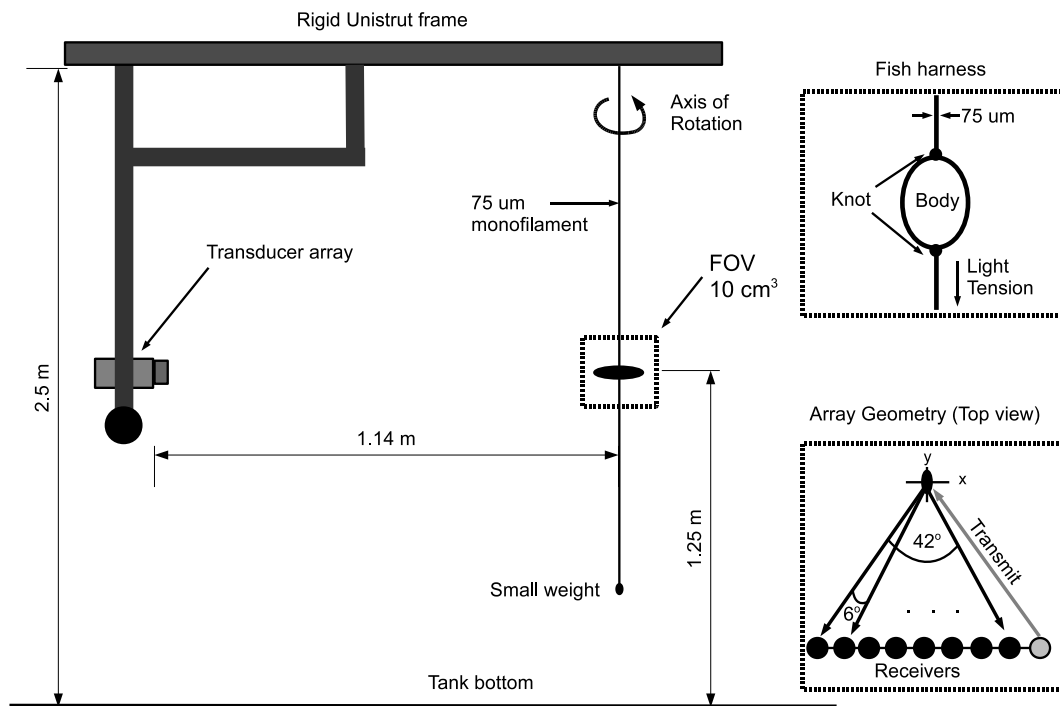 Rigid Unistrut frame
Axis of
Rotation
75 um
monofilament
Transducer array
FOV
10 cm³
2.5 m
1.14 m
1.25 m
Small weight
Tank bottom
Fish harness
75 um
Knot
Body
Light
Tension
Array Geometry (Top view)
y
x
42°
Transmit
6°
. . .
Receivers